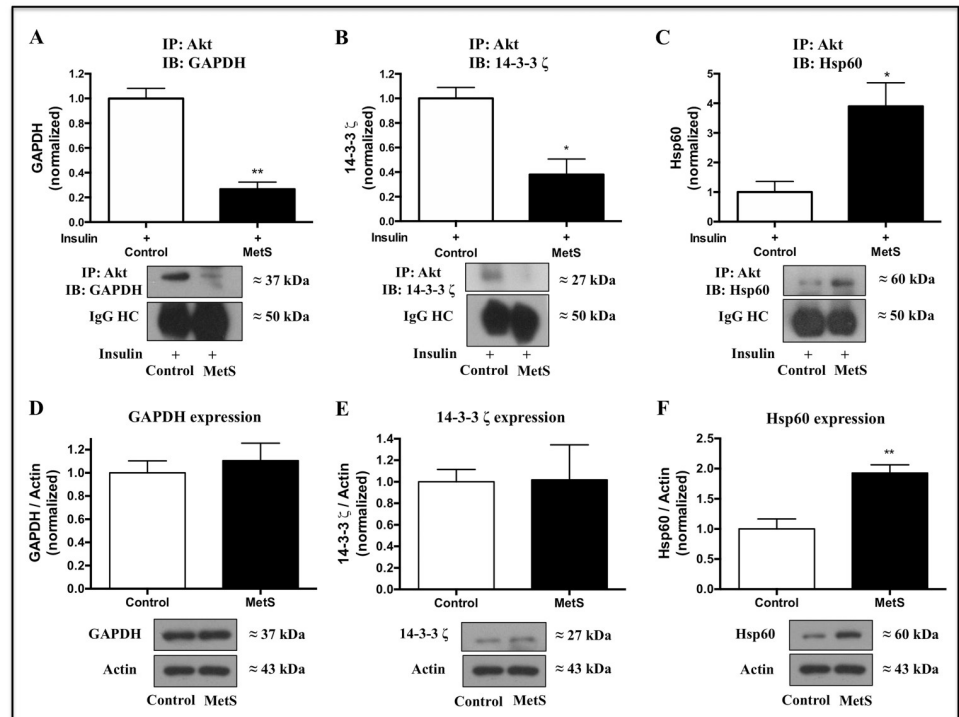 A
IP: Akt
IB: GAPDH
GAPDH
(normalized)
1.2
1.0
0.8
0.6
0.4
0.2
0.0
**
Insulin + +
Control MetS
IP: Akt
IB: GAPDH
≈ 37 kDa
IgG HC
≈ 50 kDa
Insulin + +
Control MetS
B
IP: Akt
IB: 14-3-3 ζ
14-3-3 ζ
(normalized)
1.2
1.0
0.8
0.6
0.4
0.2
0.0
*
Insulin + +
Control MetS
IP: Akt
IB: 14-3-3 ζ
≈ 27 kDa
IgG HC
≈ 50 kDa
Insulin + +
Control MetS
C
IP: Akt
IB: Hsp60
Hsp60
(normalized)
5
4
3
2
1
0
*
Insulin + +
Control MetS
IP: Akt
IB: Hsp60
≈ 60 kDa
IgG HC
≈ 50 kDa
Insulin + +
Control MetS
D
GAPDH expression
GAPDH / Actin
(normalized)
1.2
1.0
0.8
0.6
0.4
0.2
0.0
Control MetS
GAPDH ≈ 37 kDa
Actin ≈ 43 kDa
Control MetS
E
14-3-3 ζ expression
14-3-3 ζ / Actin
(normalized)
1.4
1.2
1.0
0.8
0.6
0.4
0.2
0.0
Control MetS
14-3-3 ζ ≈ 27 kDa
Actin ≈ 43 kDa
Control MetS
F
Hsp60 expression
Hsp60 / Actin
(normalized)
2.5
2.0
1.5
1.0
0.5
0.0
**
Control MetS
Hsp60 ≈ 60 kDa
Actin ≈ 43 kDa
Control MetS